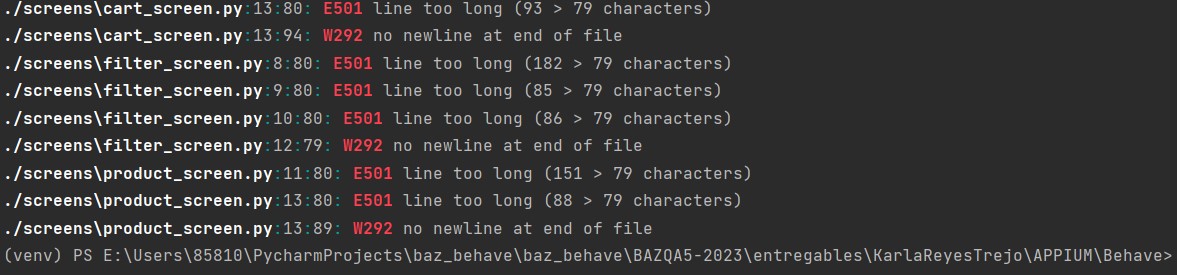 ./screens\cart_screen.py:13:80: E501 line too long (93 > 79 characters)
./screens\cart_screen.py:13:94: W292 no newline at end of file
./screens\filter_screen.py:8:80: E501 line too long (182 > 79 characters)
./screens\filter_screen.py:9:80: E501 line too long (85 > 79 characters)
./screens\filter_screen.py:10:80: E501 line too long (86 > 79 characters)
./screens\filter_screen.py:12:79: W292 no newline at end of file
./screens\product_screen.py:11:80: E501 line too long (151 > 79 characters)
./screens\product_screen.py:13:80: E501 line too long (88 > 79 characters)
./screens\product_screen.py:13:89: W292 no newline at end of file
(venv) PS E:\Users\85810\PycharmProjects\baz_behave\baz_behave\BAZQA5-2023\entregables\KarlaReyesTrejo\APPIUM\Behave>